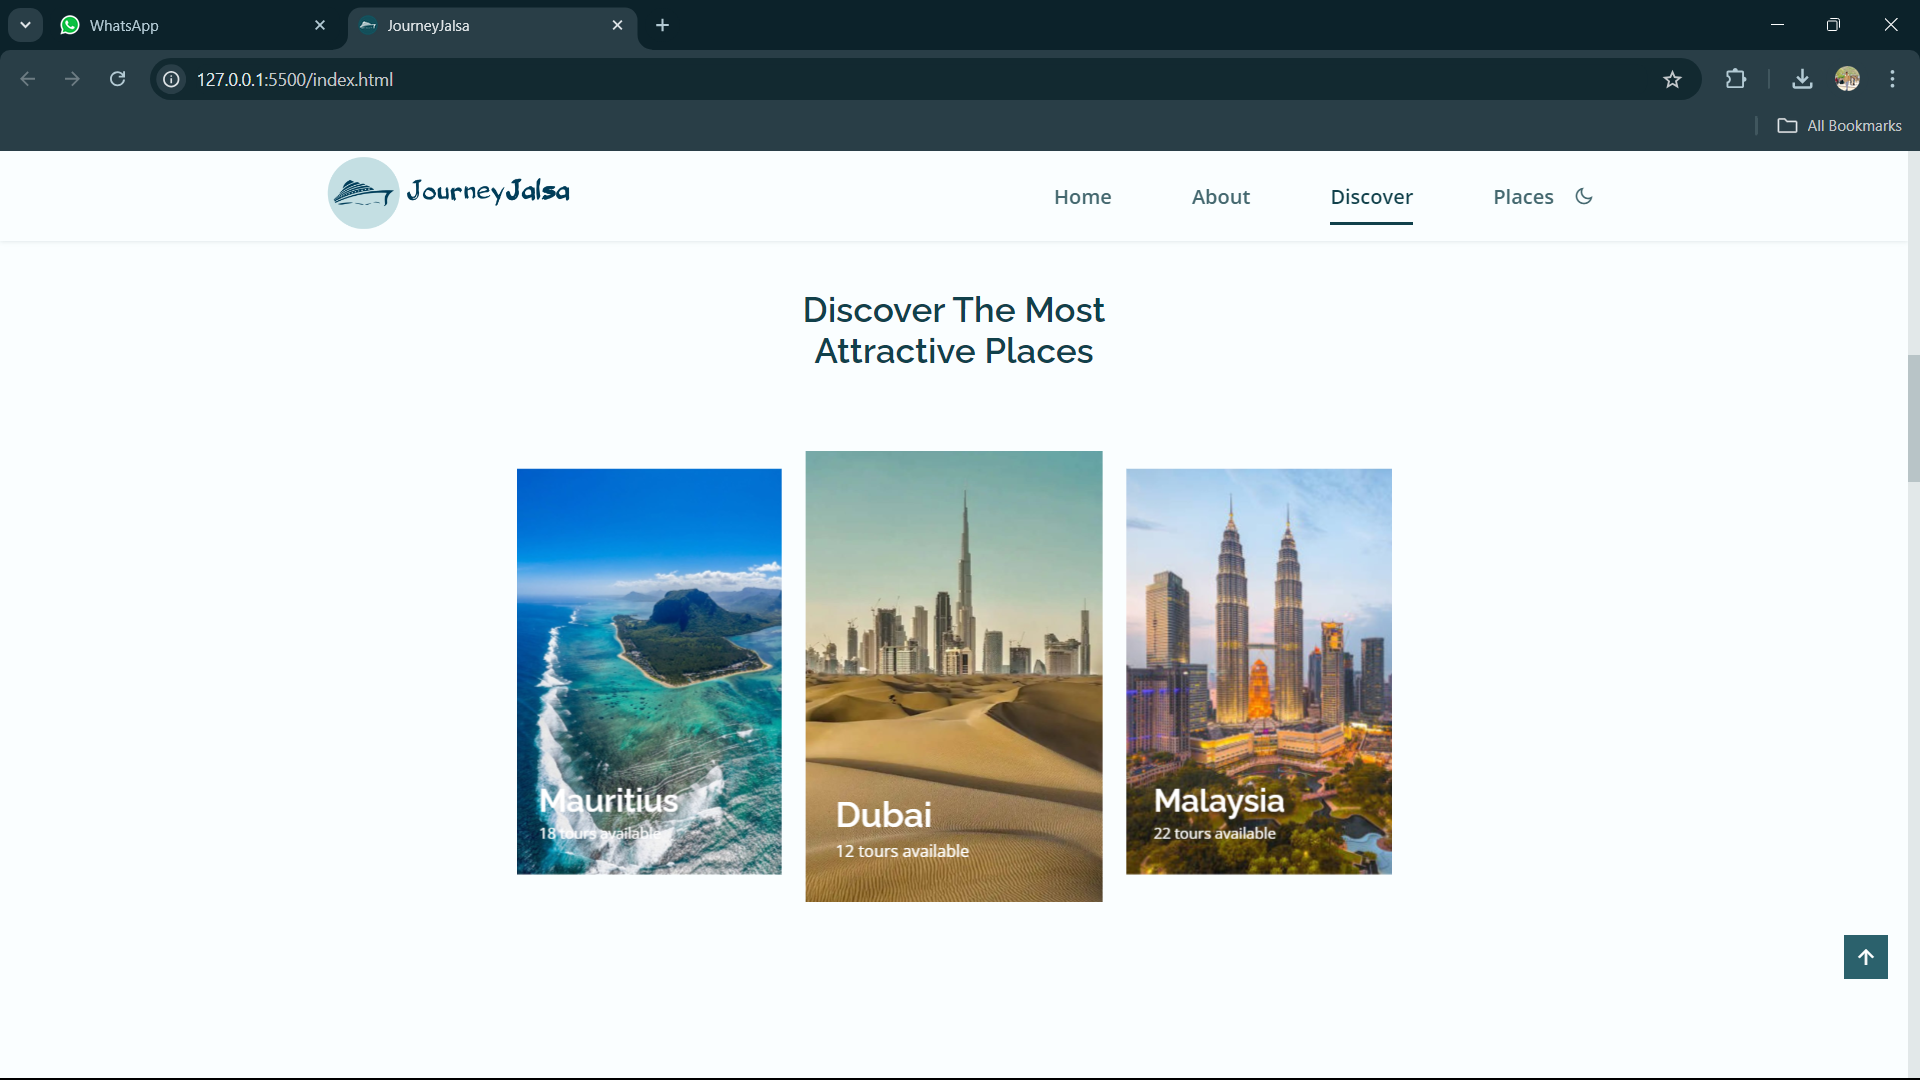 WhatsApp
JourneyJalsa
127.0.0.1:5500/index.html
All Bookmarks
JourneyJalsa
Home
About
Discover
Places
Discover The Most
Attractive Places
Mauritius
18 tours available
Dubai
12 tours available
Malaysia
22 tours available